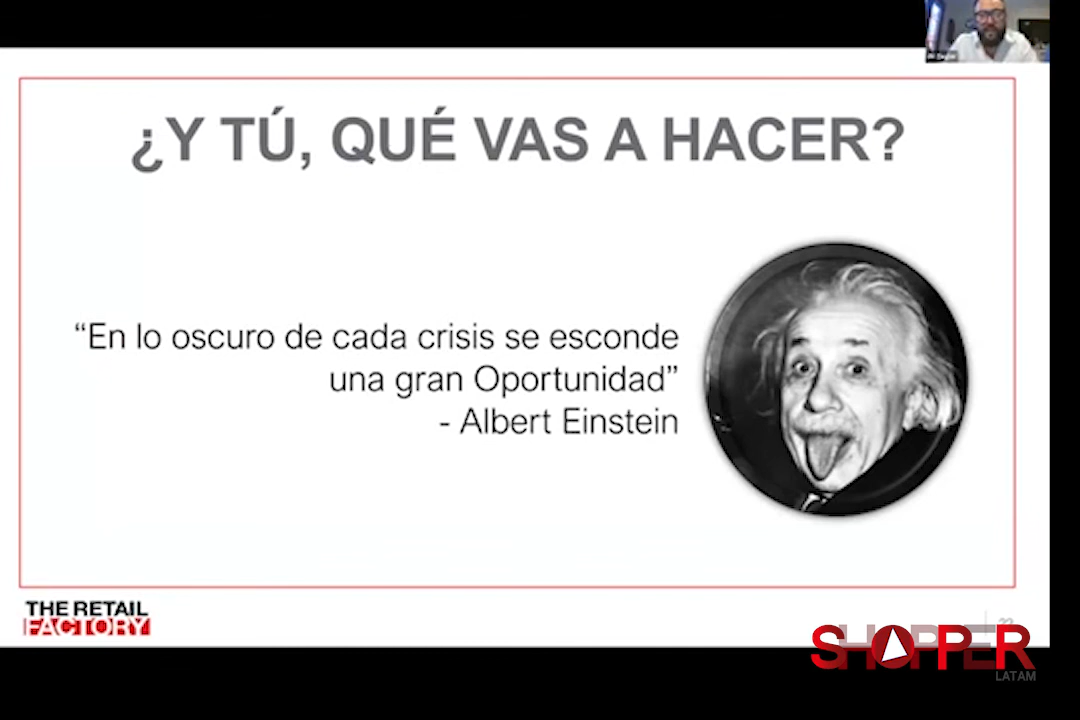 ¿Y TÚ, QUÉ VAS A HACER?
“En lo oscuro de cada crisis se esconde
una gran Oportunidad”
- Albert Einstein
THE RETAIL
FACTORY
SHOPPER
LATAM